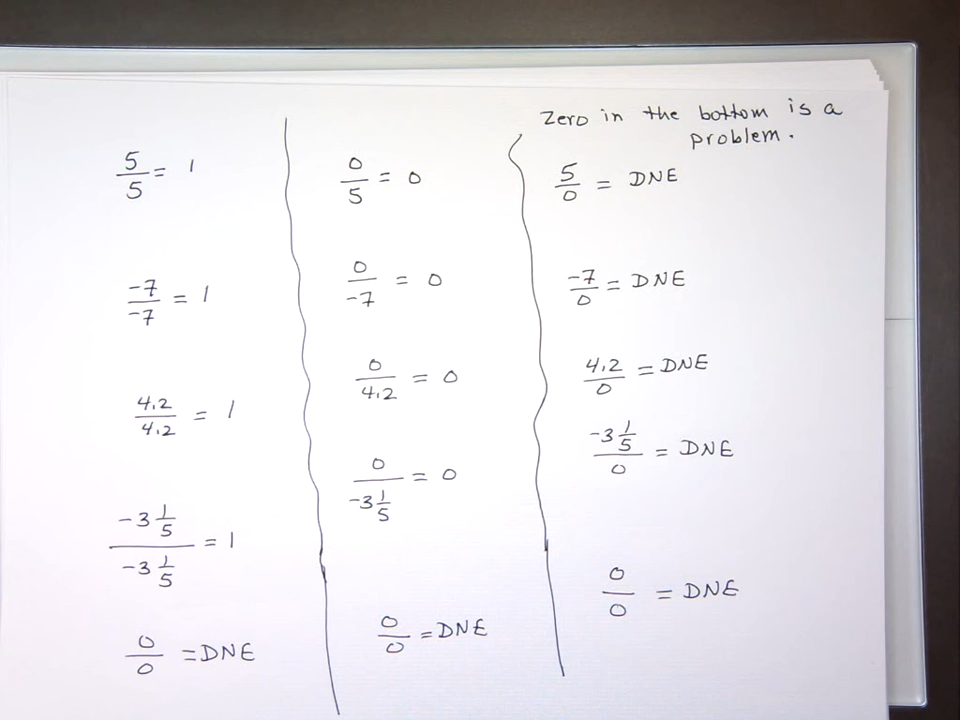 5/5 = 1
-7/-7 = 1
4.2/4.2 = 1
-3 1/5 / -3 1/5 = 1
0/0 = DNE
0/5 = 0
0/-7 = 0
0/4.2 = 0
0/-3 1/5 = 0
0/0 = DNE
Zero in the bottom is a
problem.
5/0 = DNE
-7/0 = DNE
4.2/0 = DNE
-3 1/5 / 0 = DNE
0/0 = DNE